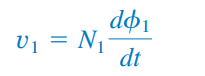 v₁ = N₁ dϕ₁/dt